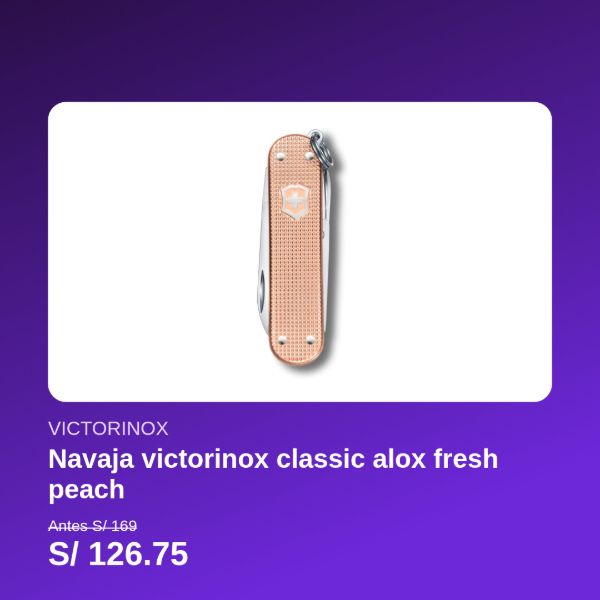 VICTORINOX
Navaja victorinox classic alox fresh
peach
Antes S/ 169
S/ 126.75